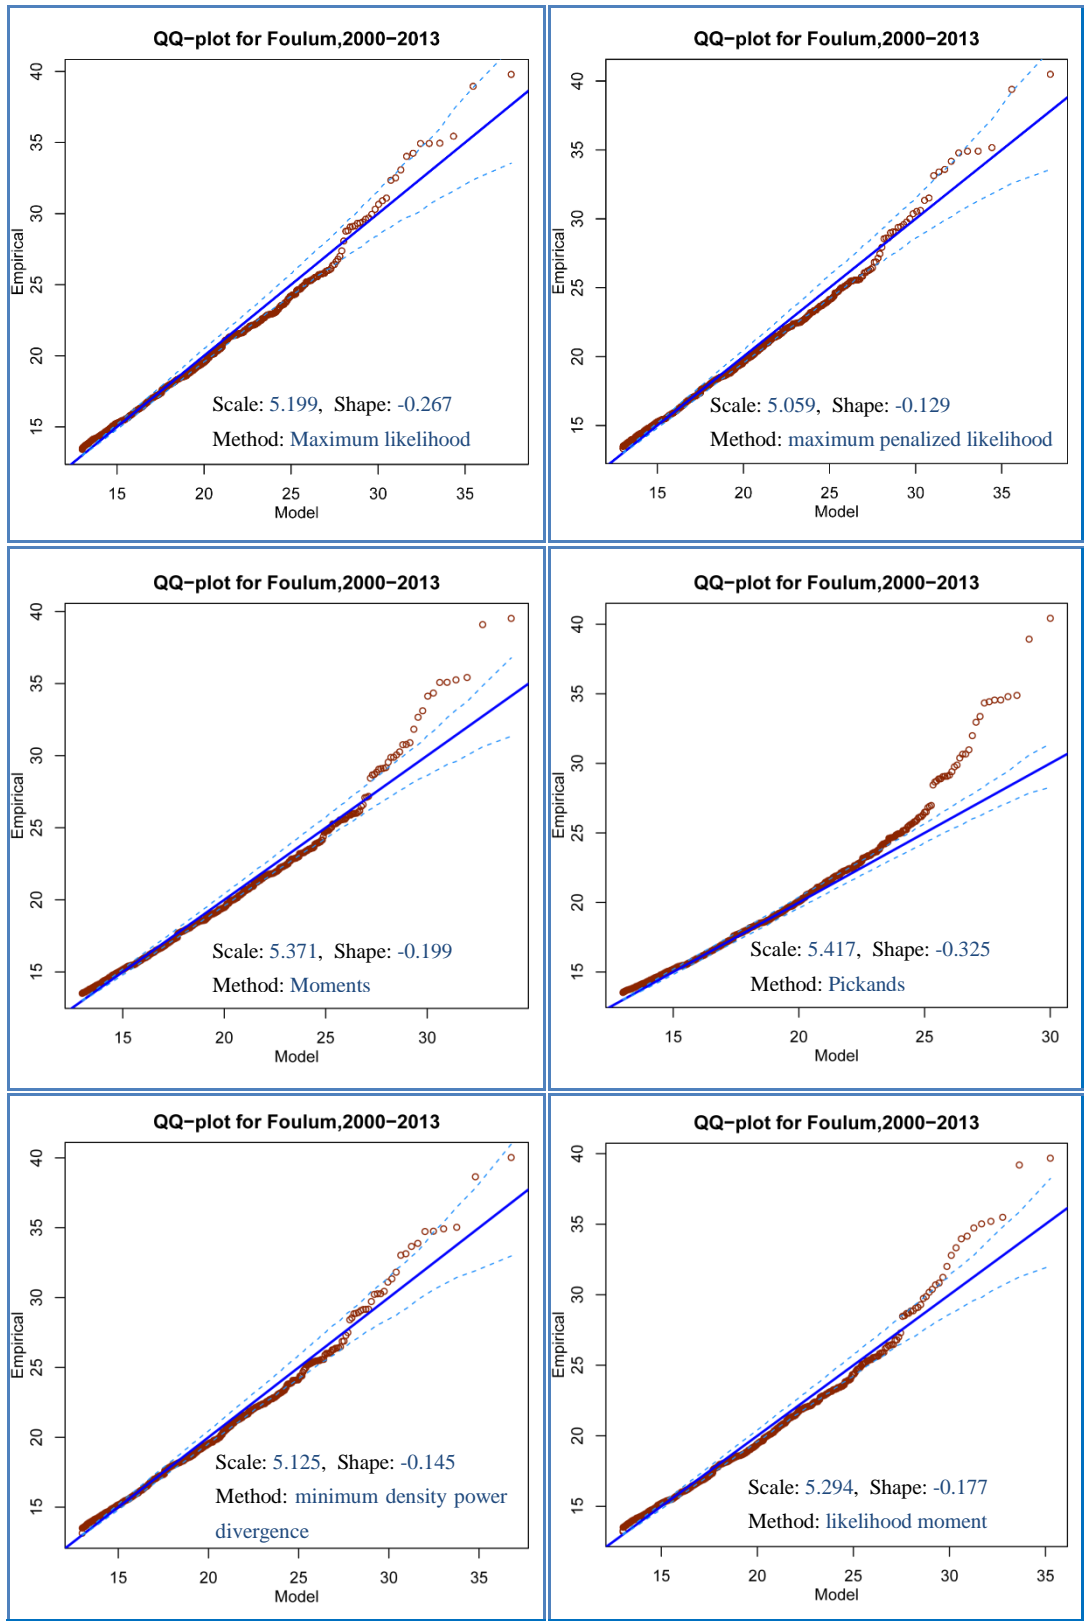 QQ−plot for Foulum,2000−2013
Empirical
40
35
30
25
20
15
Scale: 5.199, Shape: -0.267
Method: Maximum likelihood
15 20 25 30 35
Model
QQ−plot for Foulum,2000−2013
Empirical
40
35
30
25
20
15
Scale: 5.059, Shape: -0.129
Method: maximum penalized likelihood
15 20 25 30 35
Model
QQ−plot for Foulum,2000−2013
Empirical
40
35
30
25
20
15
Scale: 5.371, Shape: -0.199
Method: Moments
15 20 25 30
Model
QQ−plot for Foulum,2000−2013
Empirical
40
35
30
25
20
15
Scale: 5.417, Shape: -0.325
Method: Pickands
15 20 25 30
Model
QQ−plot for Foulum,2000−2013
Empirical
40
35
30
25
20
15
Scale: 5.125, Shape: -0.145
Method: minimum density power
divergence
15 20 25 30 35
Model
QQ−plot for Foulum,2000−2013
Empirical
40
35
30
25
20
15
Scale: 5.294, Shape: -0.177
Method: likelihood moment
15 20 25 30 35
Model